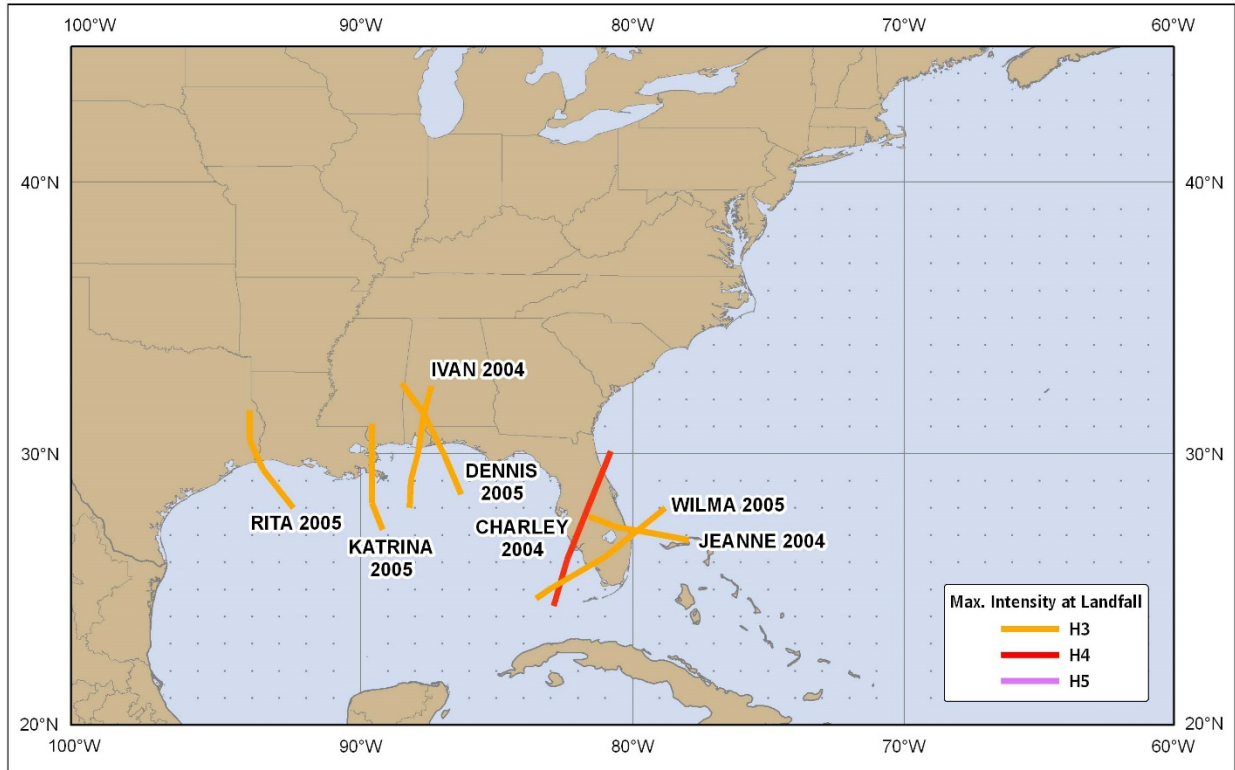 100°W 90°W 80°W 70°W 60°W
40°N 40°N
IVAN 2004
30°N 30°N
DENNIS
2005
RITA 2005
KATRINA
2005
CHARLEY
2004
WILMA 2005
JEANNE 2004
Max. Intensity at Landfall
H3
H4
H5
20°N 20°N
100°W 90°W 80°W 70°W 60°W